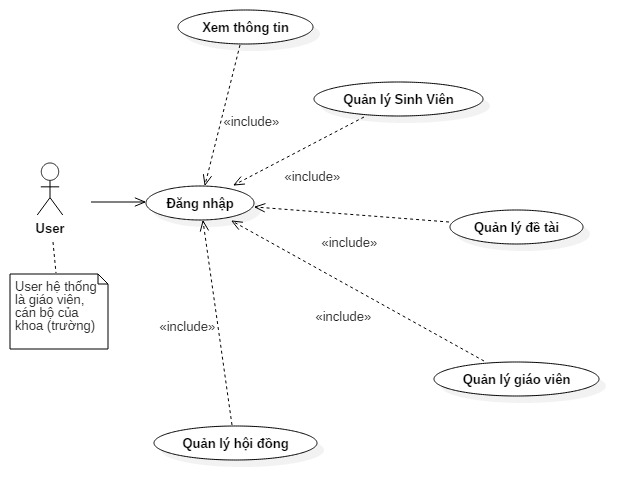 Xem thông tin
Quản lý Sinh Viên
«include»
«include»
Đăng nhập
User
Quản lý đề tài
«include»
User hệ thống
là giáo viên,
cán bộ của
khoa (trường)
«include»
«include»
Quản lý giáo viên
Quản lý hội đồng